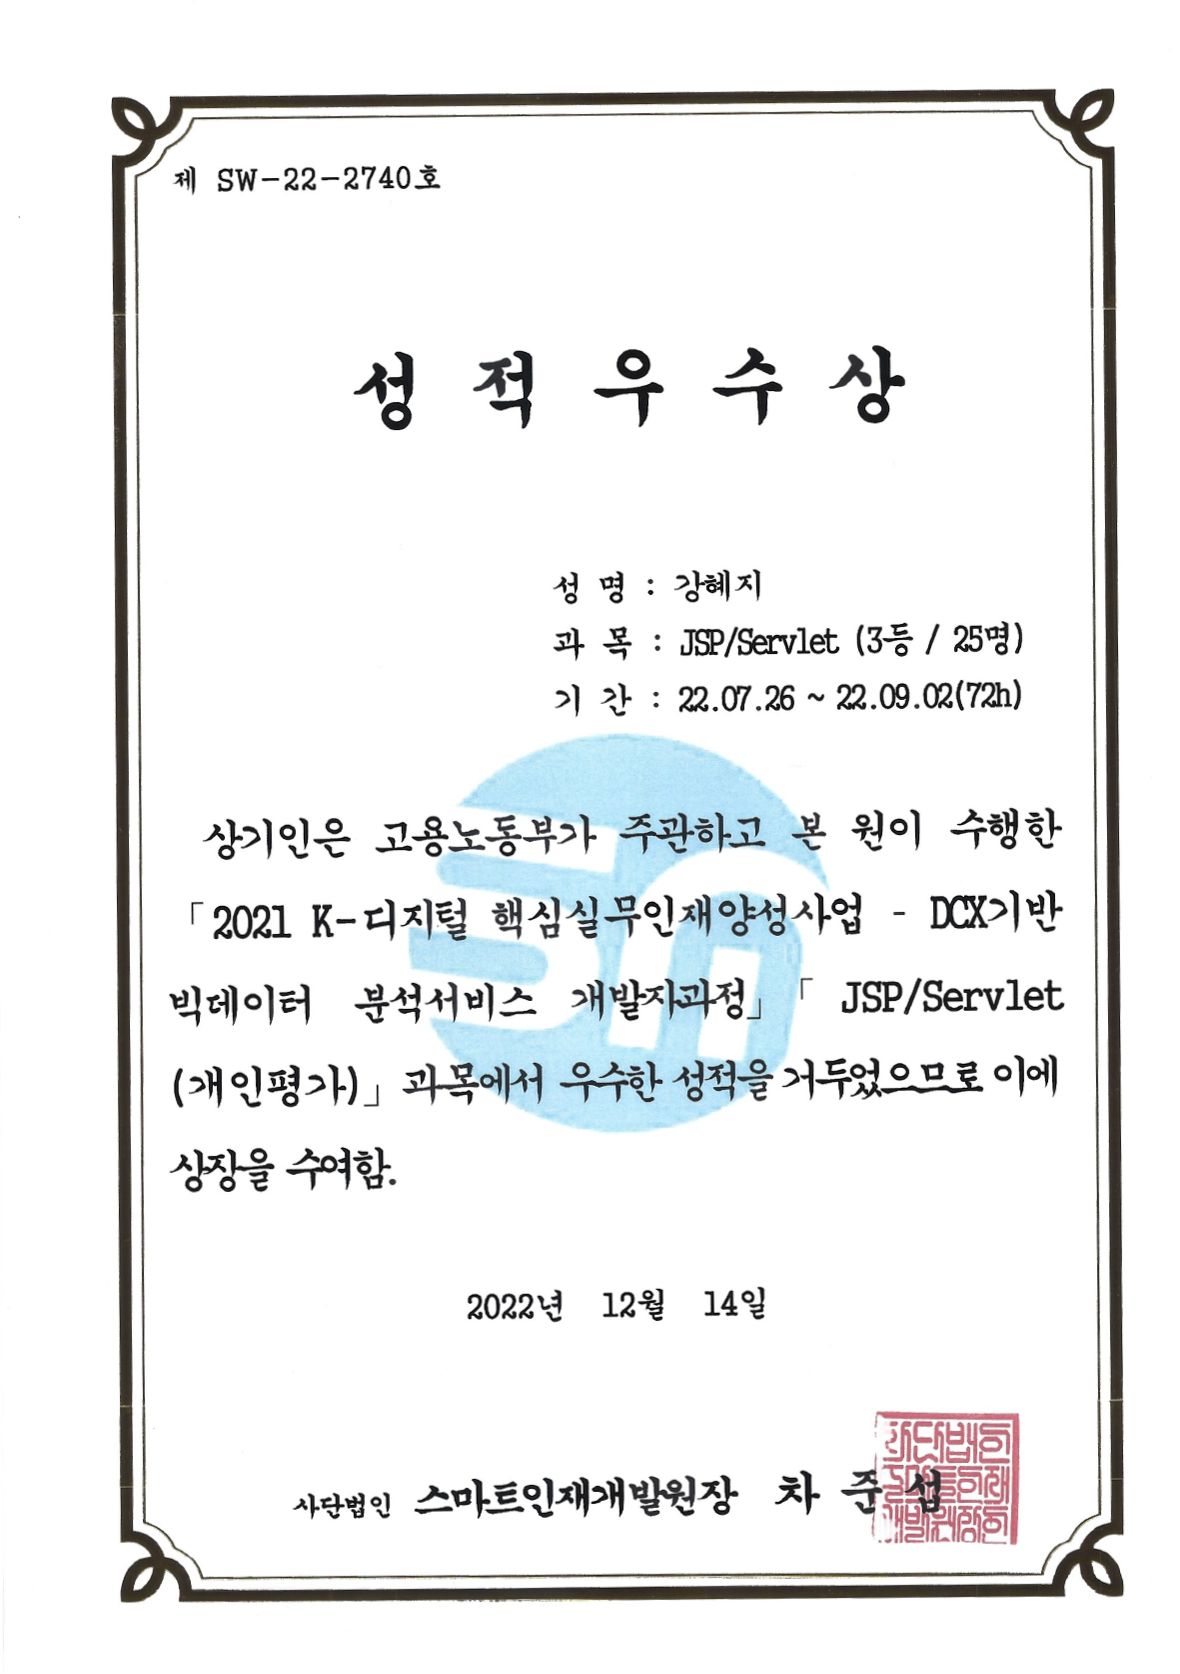 제 SW-22-2740호
성 적 우 수 상
성 명 : 강혜지
과 목 : JSP/Servlet (3등 / 25명)
기 간 : 22.07.26 ~ 22.09.02(72h)
상기인은 고용노동부가 주관하고 본 원이 수행한
「2021 K-디지털 핵심실무인재양성사업 - DCX기반
빅데이터 분석서비스 개발자과정」「 JSP/Servlet
(개인평가)」 과목에서 우수한 성적을 거두었으므로 이에
상장을 수여함.
2022년 12월 14일
사단법인 스마트인재개발원장 차 준 섭